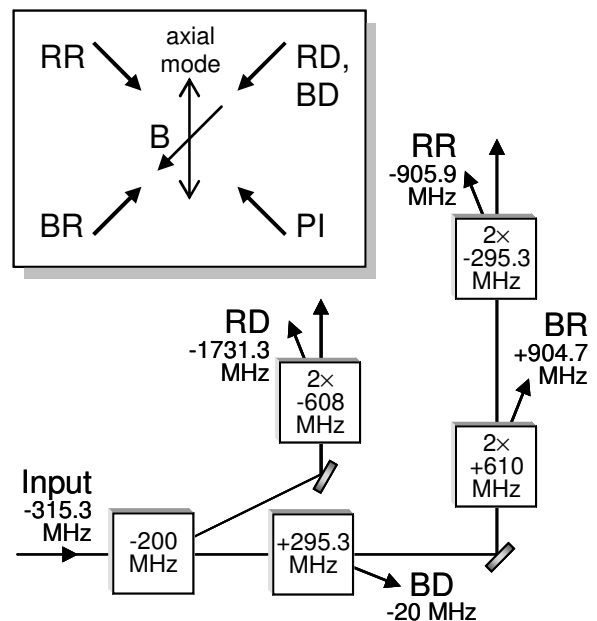 axial
mode
RR
RD,
BD
B
BR
PI
RR
-905.9
MHz
2×
-295.3
MHz
BR
+904.7
MHz
2×
+610
MHz
RD
-1731.3
MHz
2×
-608
MHz
Input
-315.3
MHz
-200
MHz
+295.3
MHz
BD
-20 MHz